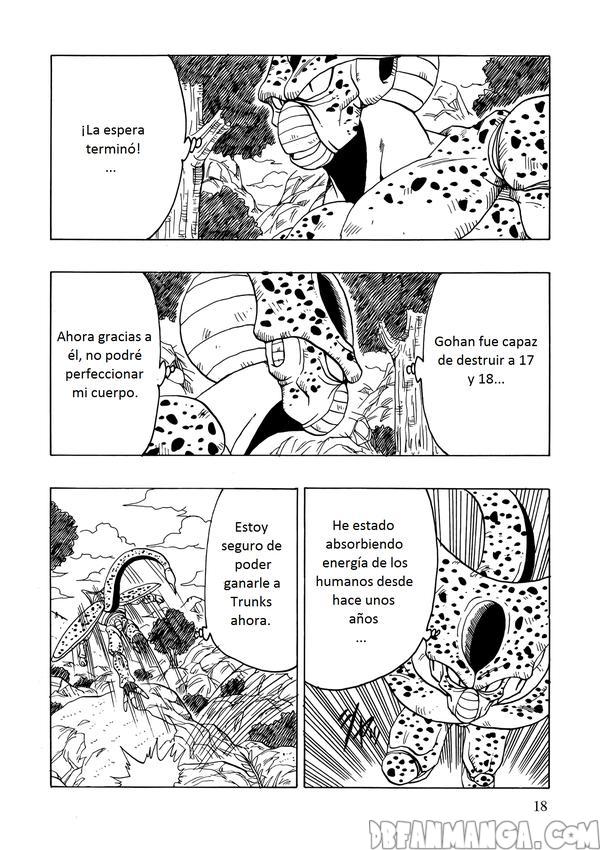 ¡La espera
terminó!
...
Gohan fue capaz
de destruir a 17
y 18...
Ahora gracias a
él, no podré
perfeccionar
mi cuerpo.
He estado
absorbiendo
energía de los
humanos desde
hace unos
años
...
Estoy
seguro de
poder
ganarle a
Trunks
ahora.
18
DBFANMANGA.COM